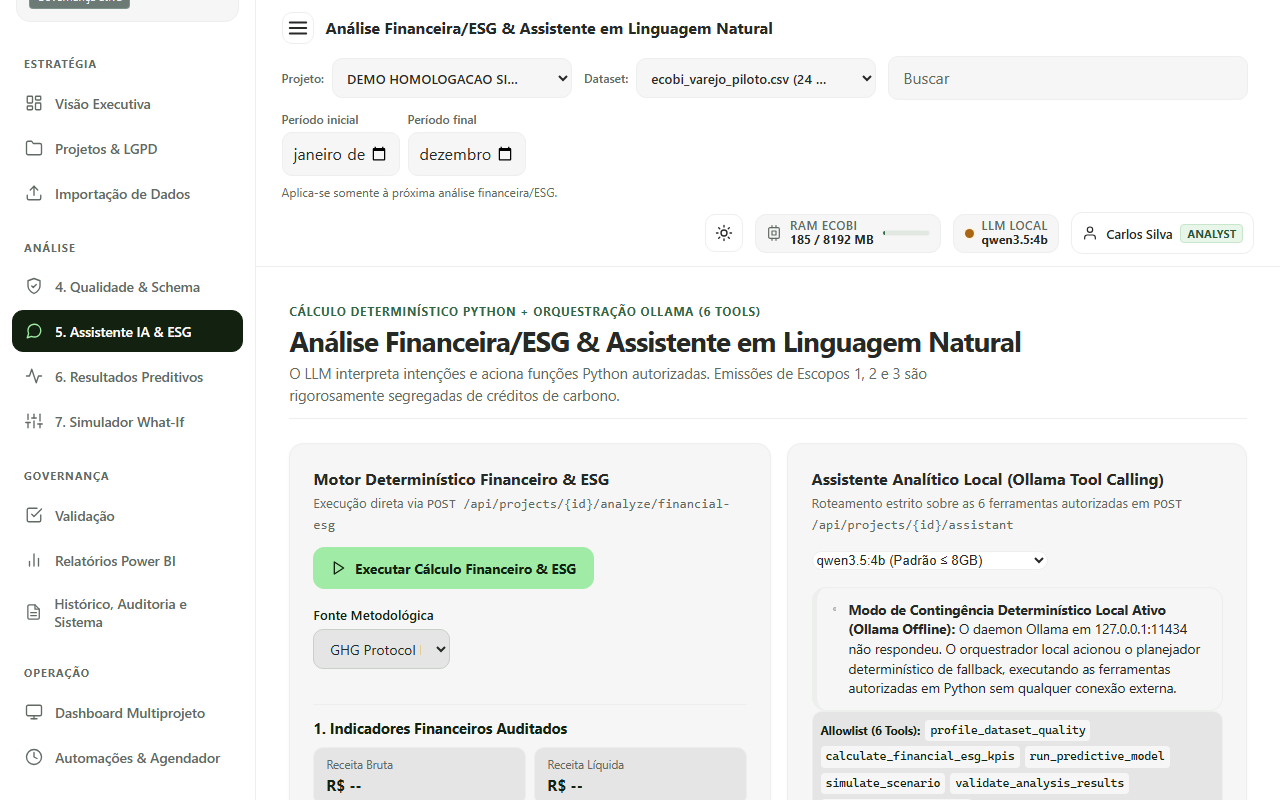 ESTRATÉGIA
Visão Executiva
Projetos & LGPD
Importação de Dados
ANÁLISE
4. Qualidade & Schema
5. Assistente IA & ESG
6. Resultados Preditivos
7. Simulador What-If
GOVERNANÇA
Validação
Relatórios Power BI
Histórico, Auditoria e
Sistema
OPERAÇÃO
Dashboard Multiprojeto
Automações & Agendador
Análise Financeira/ESG & Assistente em Linguagem Natural
Projeto: DEMO HOMOLOGACAO SI... Dataset: ecobi_varejo_piloto.csv (24 ... Buscar
Período inicial Período final
janeiro de dezembro
Aplica-se somente à próxima análise financeira/ESG.
RAM ECOBI
185 / 8192 MB
LLM LOCAL
qwen3.5:4b
Carlos Silva ANALYST
CÁLCULO DETERMINÍSTICO PYTHON + ORQUESTRAÇÃO OLLAMA (6 TOOLS)
Análise Financeira/ESG & Assistente em Linguagem Natural
O LLM interpreta intenções e aciona funções Python autorizadas. Emissões de Escopos 1, 2 e 3 são
rigorosamente segregadas de créditos de carbono.
Motor Determinístico Financeiro & ESG
Execução direta via POST /api/projects/{id}/analyze/financial-
esg
Executar Cálculo Financeiro & ESG
Fonte Metodológica
GHG Protocol
1. Indicadores Financeiros Auditados
Receita Bruta
R$ --
Receita Líquida
R$ --
Assistente Analítico Local (Ollama Tool Calling)
Roteamento estrito sobre as 6 ferramentas autorizadas em POST
/api/projects/{id}/assistant
qwen3.5:4b (Padrão ≤ 8GB)
Modo de Contingência Determinístico Local Ativo
(Ollama Offline): O daemon Ollama em 127.0.0.1:11434
não respondeu. O orquestrador local acionou o planejador
determinístico de fallback, executando as ferramentas
autorizadas em Python sem qualquer conexão externa.
Allowlist (6 Tools): profile_dataset_quality
calculate_financial_esg_kpis run_predictive_model
simulate_scenario validate_analysis_results